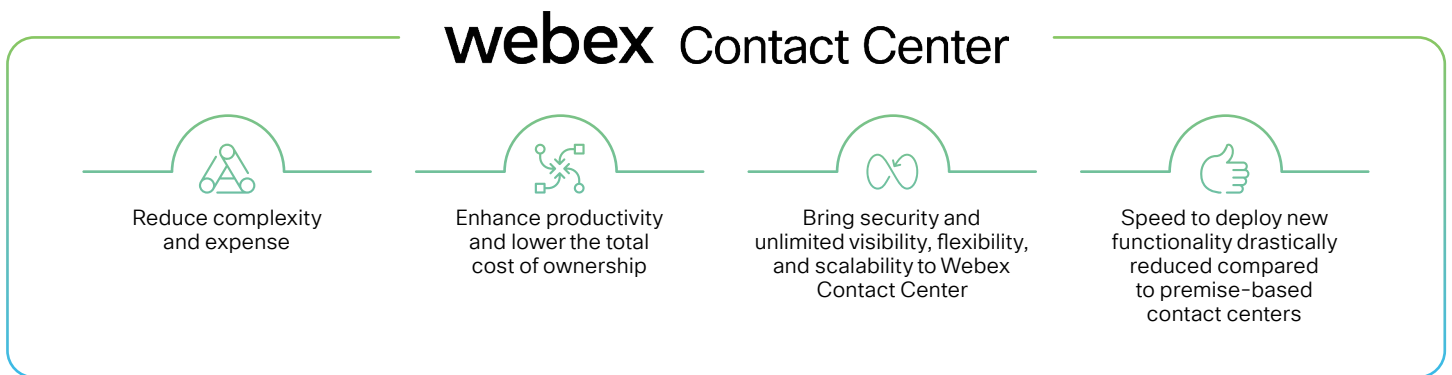 webex Contact Center
Reduce complexity
and expense
Enhance productivity
and lower the total
cost of ownership
Bring security and
unlimited visibility, flexibility,
and scalability to Webex
Contact Center
Speed to deploy new
functionality drastically
reduced compared
to premise-based
contact centers